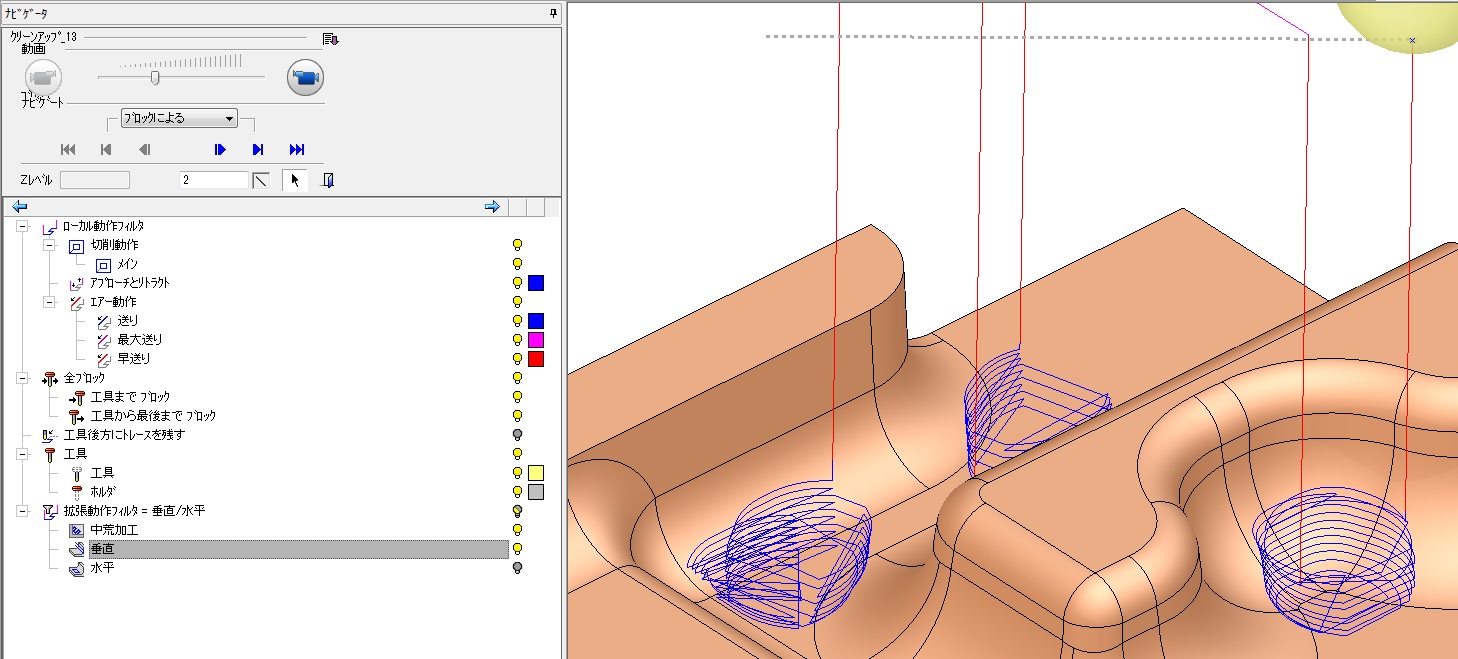 ﾅﾋﾞｹﾞｰﾀ
ｸﾘｰﾝｱｯﾌﾟ_13
動画
ﾅﾋﾞｹﾞｰﾄ
ﾌﾞﾛｯｸによる
Zﾚﾍﾞﾙ 2
ﾛｰｶﾙ動作ﾌｨﾙﾀ
切削動作
ﾒｲﾝ
ｱﾌﾟﾛｰﾁとﾘﾄﾗｸﾄ
ｴｱｰ動作
送り
最大送り
早送り
全ﾌﾞﾛｯｸ
工具まで ﾌﾞﾛｯｸ
工具から最後まで ﾌﾞﾛｯｸ
工具後方にﾄﾚｰｽを残す
工具
工具
ﾎﾙﾀﾞ
拡張動作ﾌｨﾙﾀ = 垂直/水平
中荒加工
垂直
水平